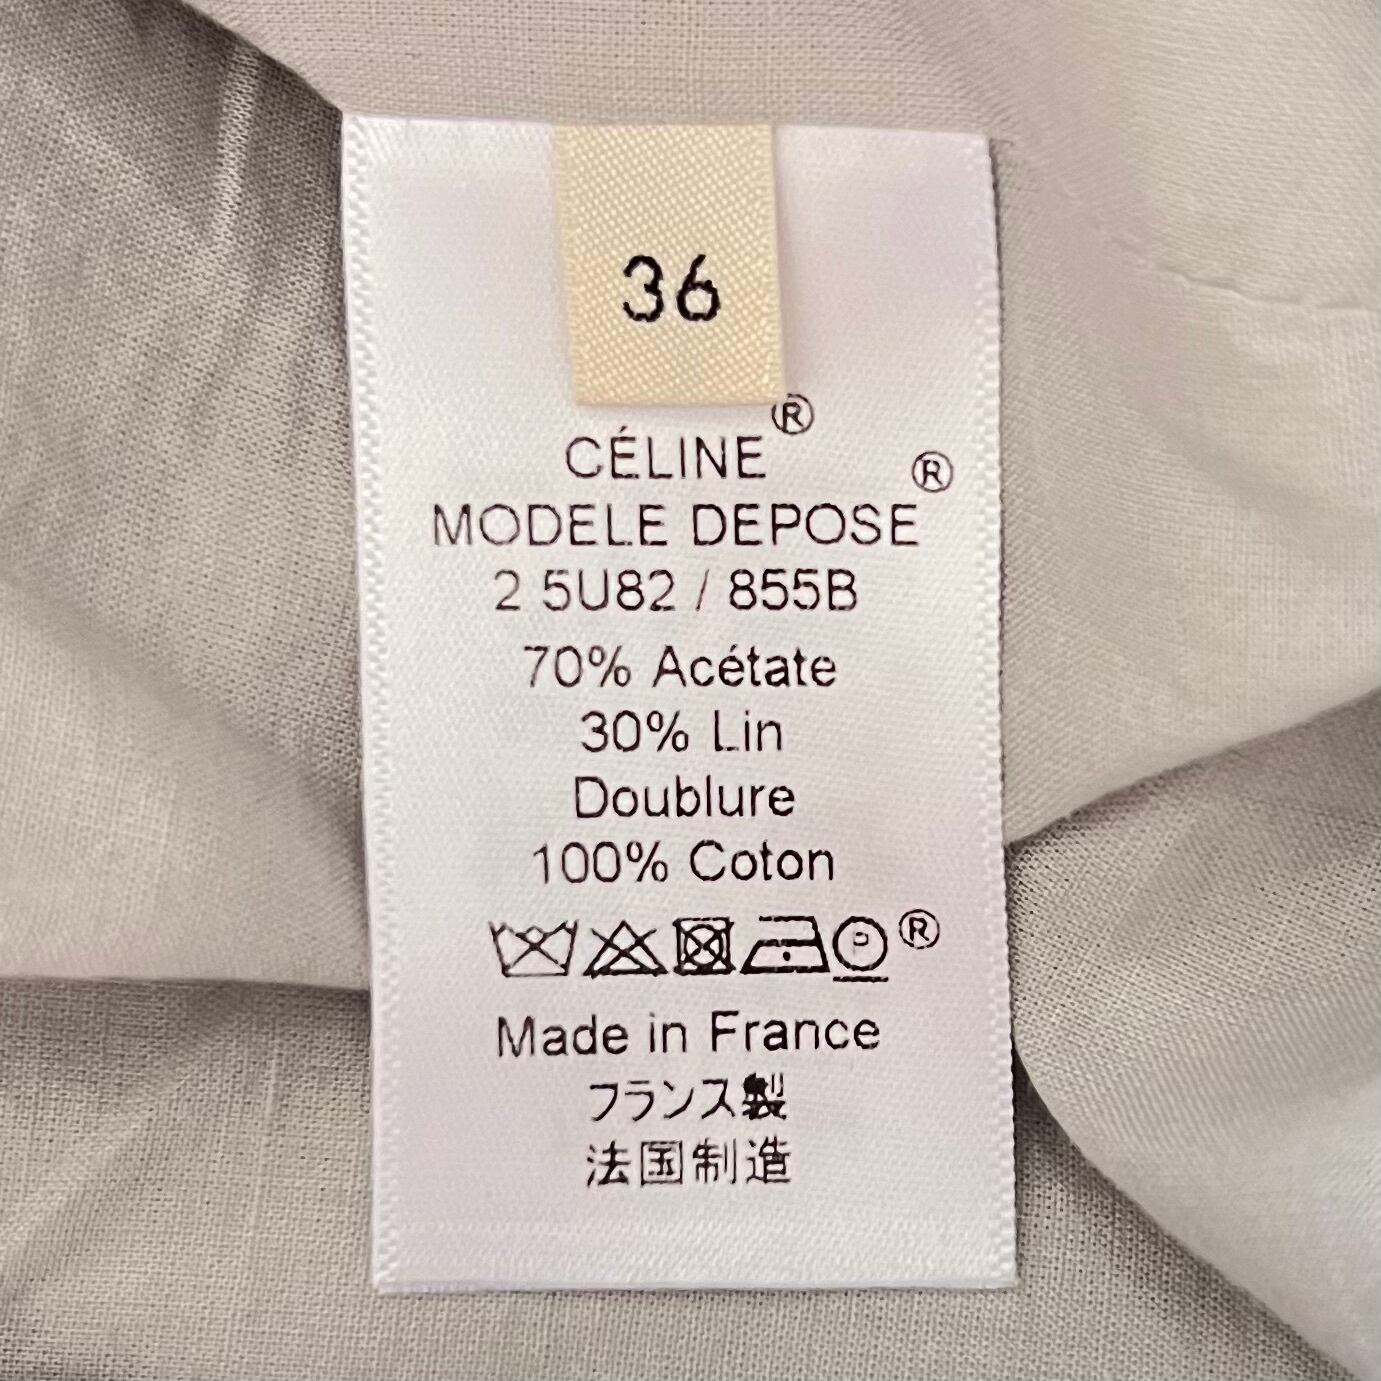 36
CÉLINE®
MODELE DEPOSE®
2 5U82 / 855B
70% Acétate
30% Lin
Doublure
100% Coton
P ®
Made in France
フランス製
法国制造